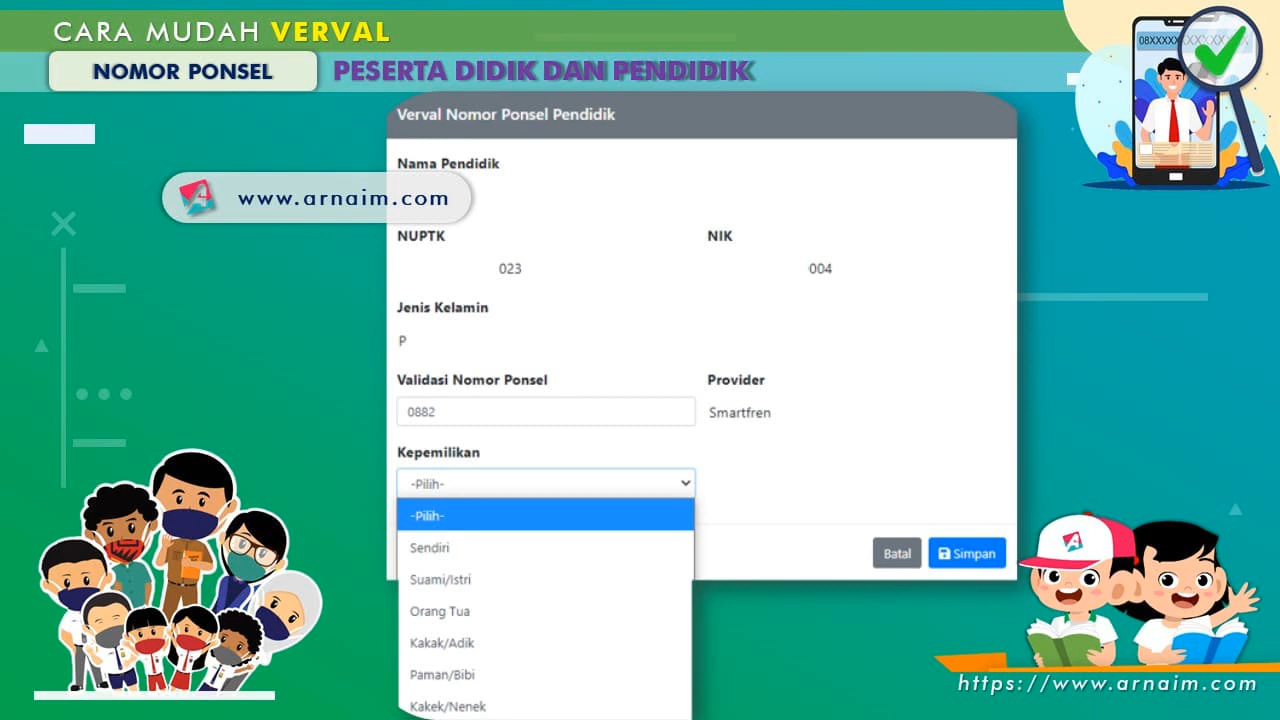 CARA MUDAH VERVAL
NOMOR PONSEL PESERTA DIDIK DAN PENDIDIK
Verval Nomor Ponsel Pendidik
Nama Pendidik
www.arnaim.com
NUPTK NIK
023 004
Jenis Kelamin
P
Validasi Nomor Ponsel Provider
0882 Smartfren
Kepemilikan
-Pilih-
-Pilih-
Sendiri
Batal Simpan
Suami/Istri
Orang Tua
Kakak/Adik
Paman/Bibi
Kakek/Nenek
https://www.arnaim.com